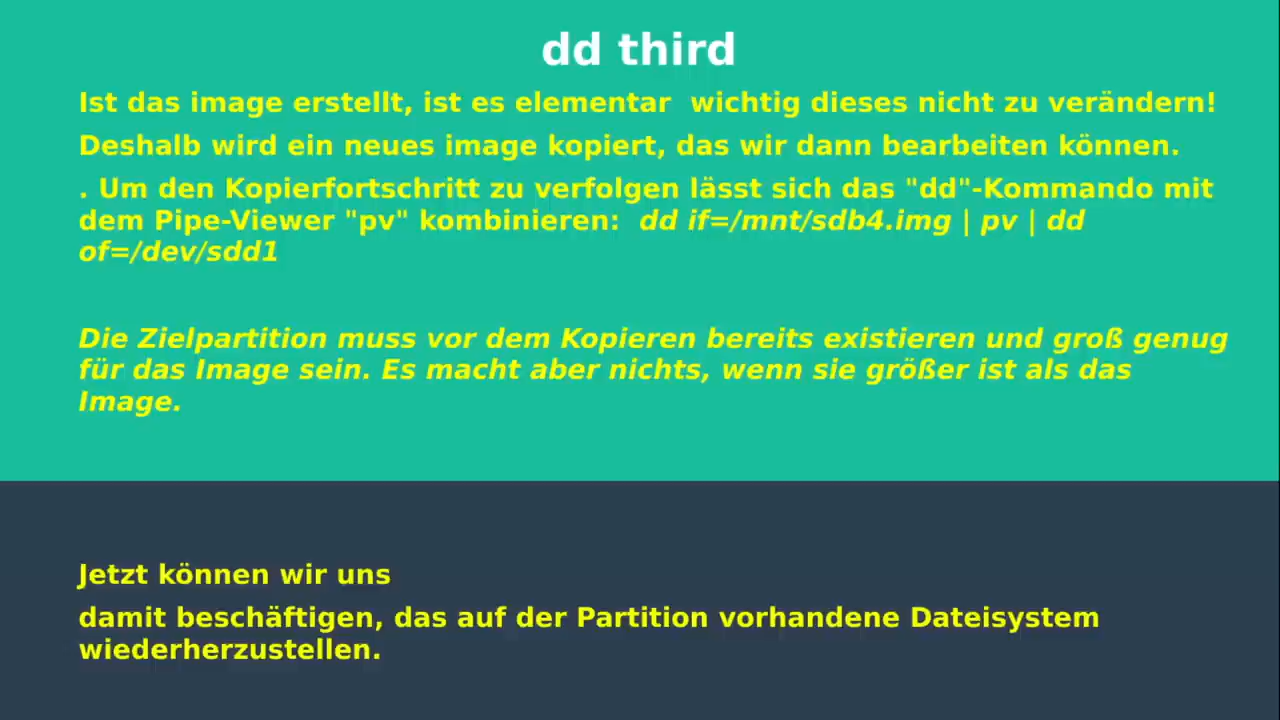 dd third
Ist das image erstellt, ist es elementar  wichtig dieses nicht zu verändern!
Deshalb wird ein neues image kopiert, das wir dann bearbeiten können.
. Um den Kopierfortschritt zu verfolgen lässt sich das "dd"-Kommando mit
dem Pipe-Viewer "pv" kombinieren:  dd if=/mnt/sdb4.img | pv | dd
of=/dev/sdd1
Die Zielpartition muss vor dem Kopieren bereits existieren und groß genug
für das Image sein. Es macht aber nichts, wenn sie größer ist als das
Image.
Jetzt können wir uns
damit beschäftigen, das auf der Partition vorhandene Dateisystem
wiederherzustellen.